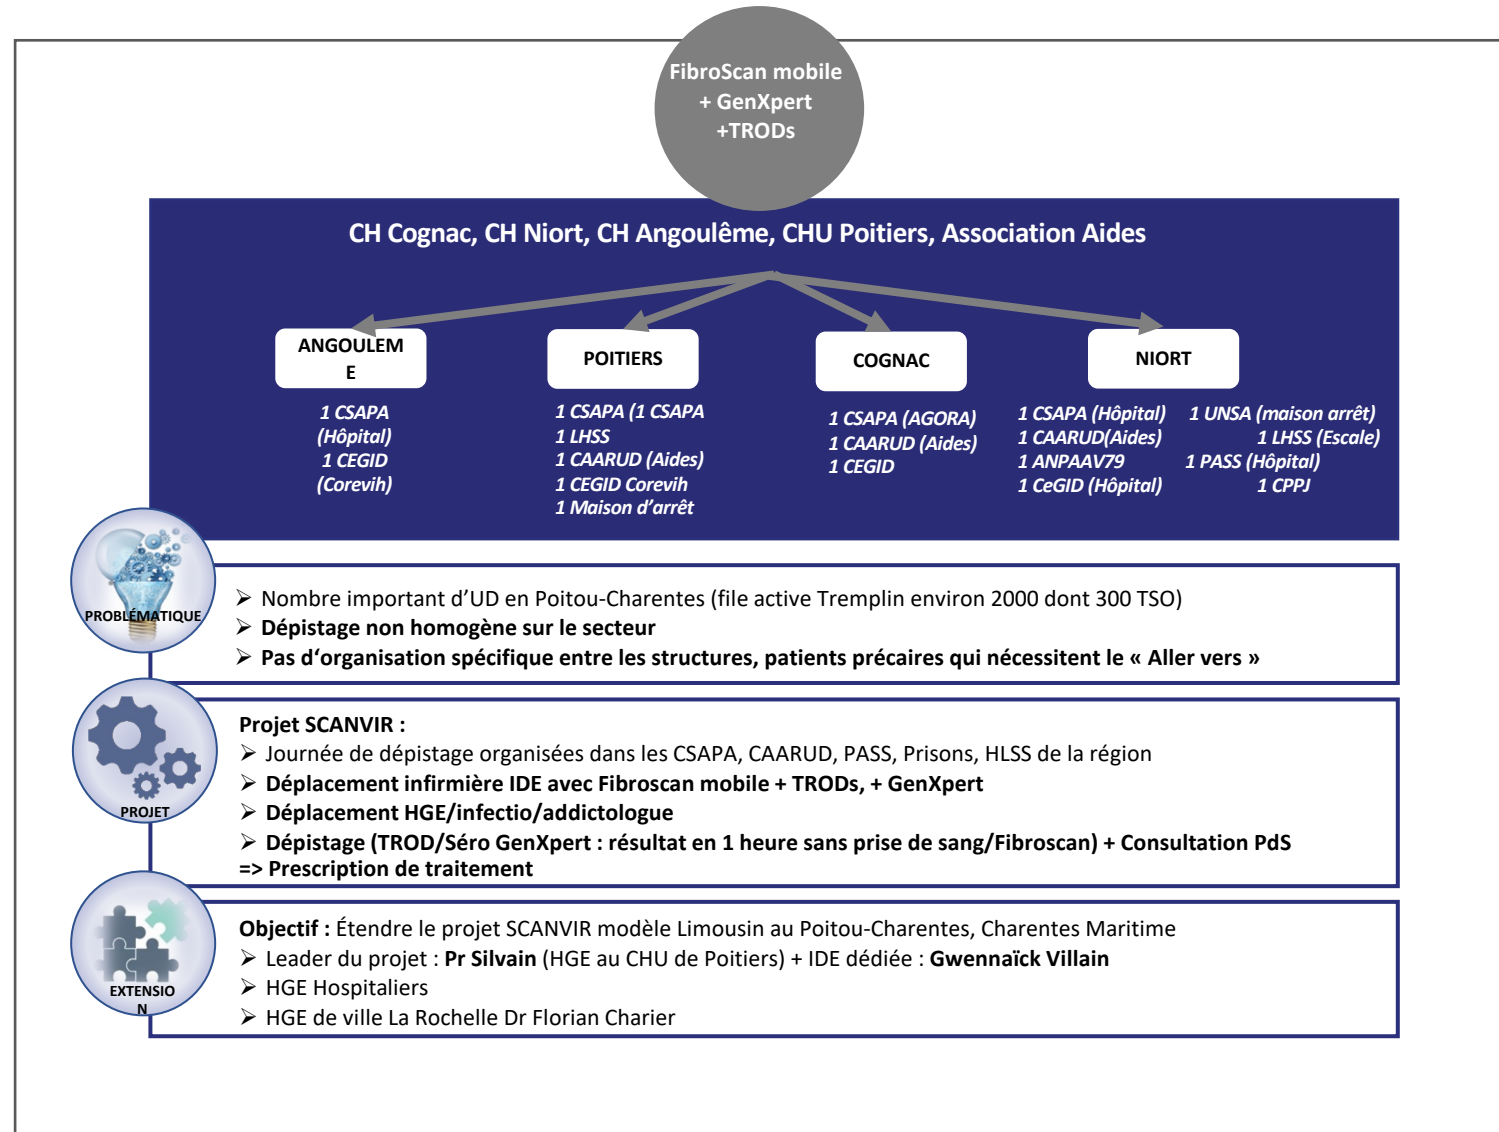 FibroScan mobile
+ GenXpert
+TRODs
CH Cognac, CH Niort, CH Angoulême, CHU Poitiers, Association Aides
ANGOULEM
E
1 CSAPA
(Hôpital)
1 CEGID
(Corevih)
POITIERS
1 CSAPA (1 CSAPA
1 LHSS
1 CAARUD (Aides)
1 CEGID Corevih
1 Maison d’arrêt
COGNAC
1 CSAPA (AGORA)
1 CAARUD (Aides)
1 CEGID
NIORT
1 CSAPA (Hôpital)
1 CAARUD(Aides)
1 ANPAAV79
1 CeGID (Hôpital)
1 UNSA (maison arrêt)
1 LHSS (Escale)
1 PASS (Hôpital)
1 CPPJ
PROBLÉMATIQUE
➢ Nombre important d’UD en Poitou-Charentes (file active Tremplin environ 2000 dont 300 TSO)
➢ Dépistage non homogène sur le secteur
➢ Pas d‘organisation spécifique entre les structures, patients précaires qui nécessitent le « Aller vers »
PROJET
Projet SCANVIR :
➢ Journée de dépistage organisées dans les CSAPA, CAARUD, PASS, Prisons, HLSS de la région
➢ Déplacement infirmière IDE avec Fibroscan mobile + TRODs, + GenXpert
➢ Déplacement HGE/infectio/addictologue
➢ Dépistage (TROD/Séro GenXpert : résultat en 1 heure sans prise de sang/Fibroscan) + Consultation PdS
=> Prescription de traitement
EXTENSIO
N
Objectif : Étendre le projet SCANVIR modèle Limousin au Poitou-Charentes, Charentes Maritime
➢ Leader du projet : Pr Silvain (HGE au CHU de Poitiers) + IDE dédiée : Gwennaïck Villain
➢ HGE Hospitaliers
➢ HGE de ville La Rochelle Dr Florian Charier